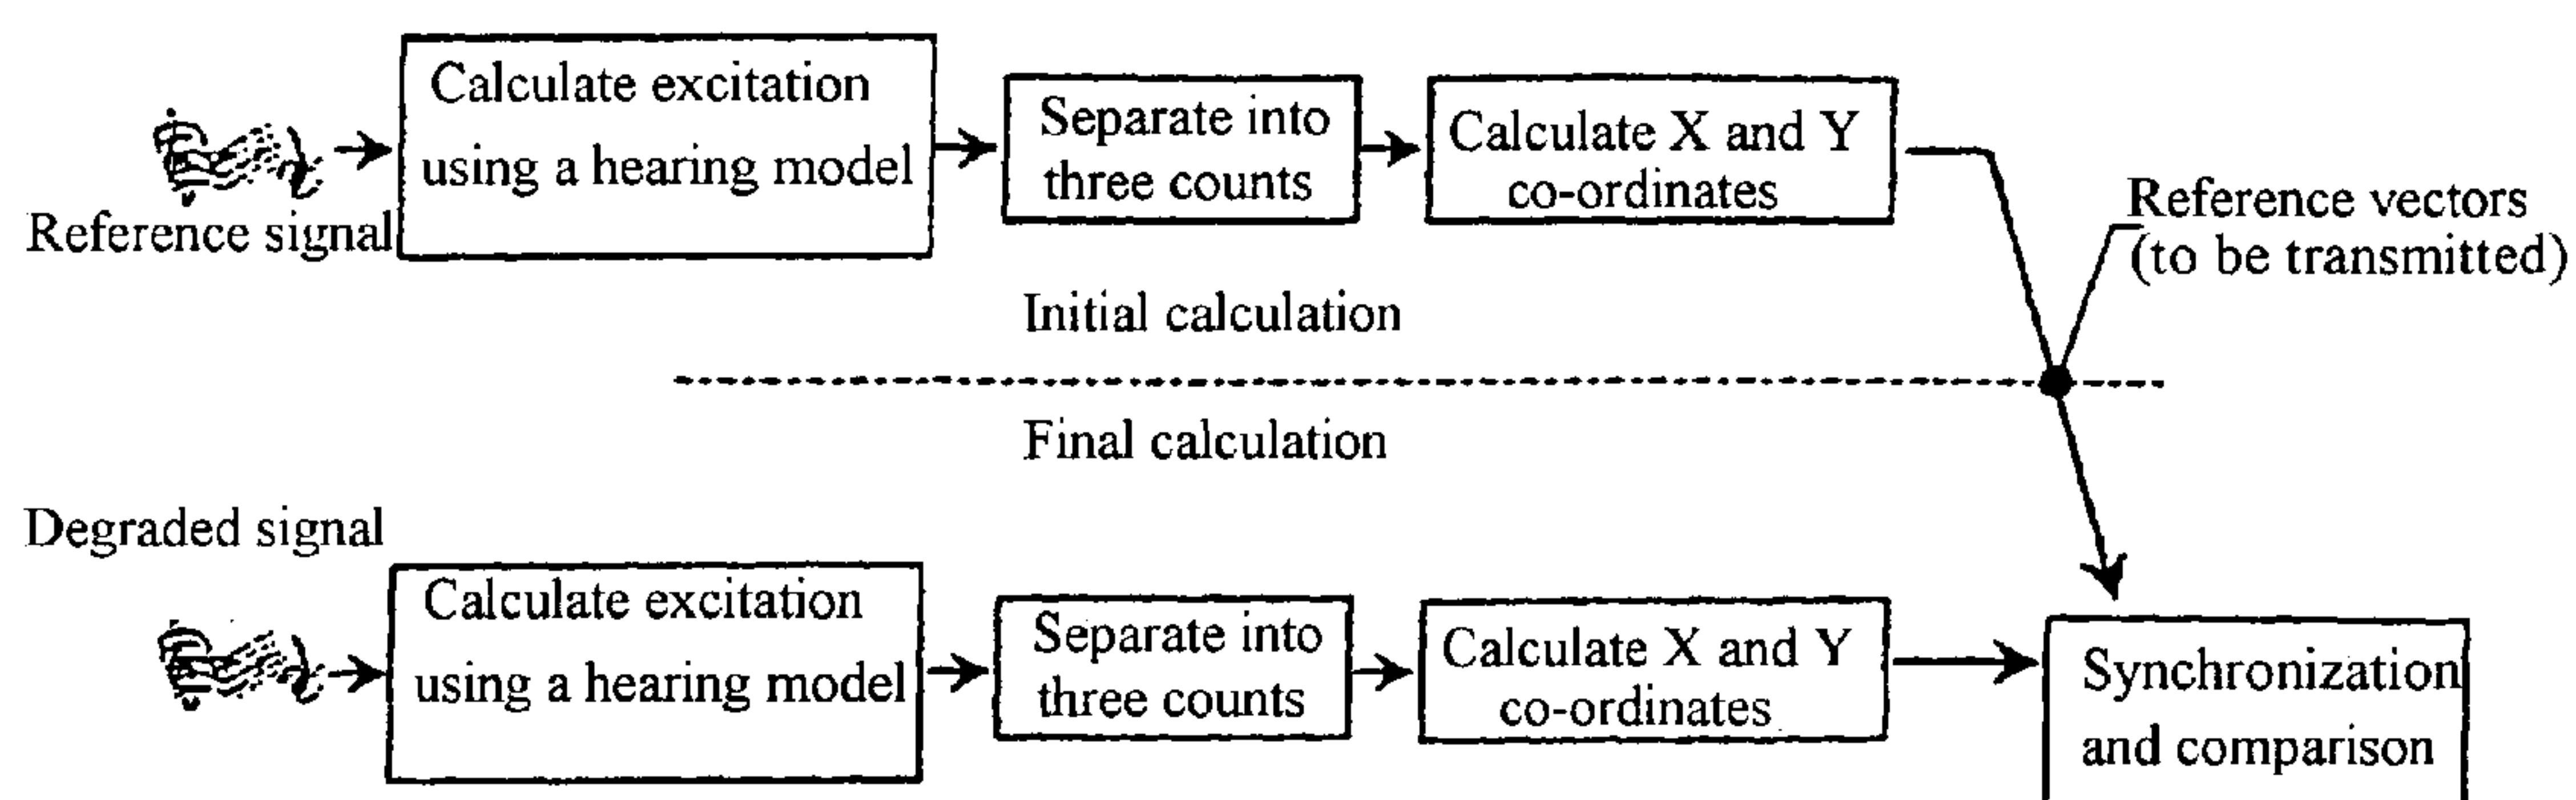 Calculate excitation
using a hearing model
Separate into
three counts
Calculate X and Y
co-ordinates
Reference signal
Reference vectors
(to be transmitted)
Initial calculation
Final calculation
Degraded signal
Calculate excitation
using a hearing model
Separate into
three counts
Calculate X and Y
co-ordinates
Synchronization
and comparison